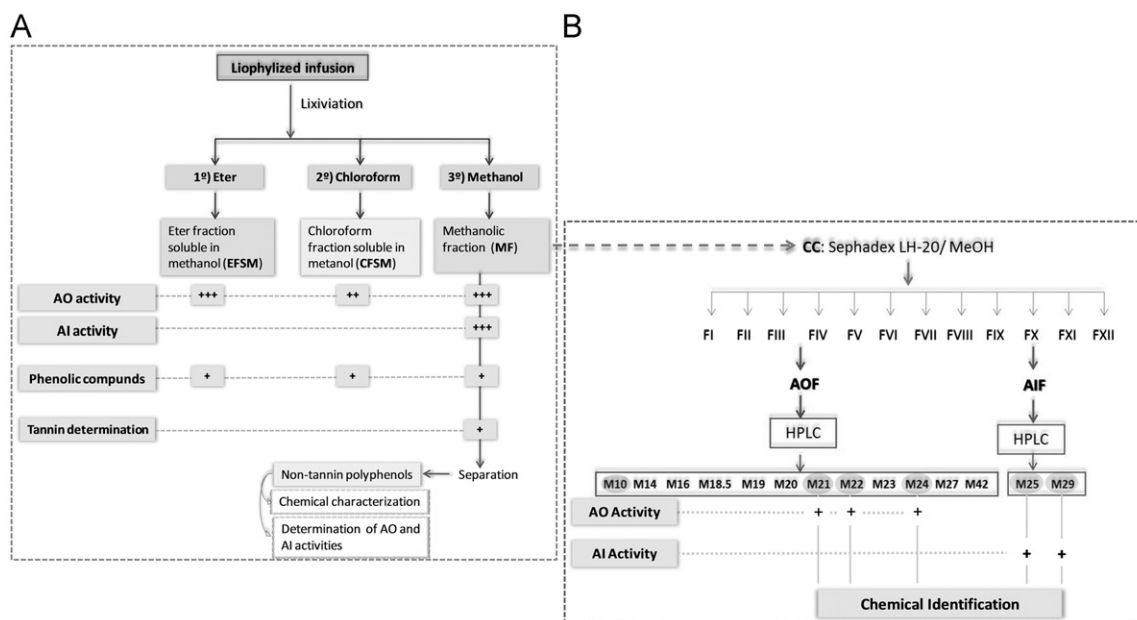 A
Liophylized infusion
Lixiviation
1º) Eter
2º) Chloroform
3º) Methanol
Eter fraction
soluble in
methanol (EFSM)
Chloroform
fraction soluble in
metanol (CFSM)
Methanolic
fraction (MF)
AO activity
+++
++
+++
AI activity
+++
Phenolic compunds
+
+
+
Tannin determination
+
Separation
Non-tannin polyphenols
Chemical characterization
Determination of AO and
AI activities
B
CC: Sephadex LH-20/ MeOH
FI FII FIII FIV FV FVI FVII FVIII FIX FX FXI FXII
AOF
AIF
HPLC
HPLC
M10 M14 M16 M18.5 M19 M20 M21 M22 M23 M24 M27 M42
M25 M29
AO Activity
+ + +
AI Activity
+ +
Chemical Identification